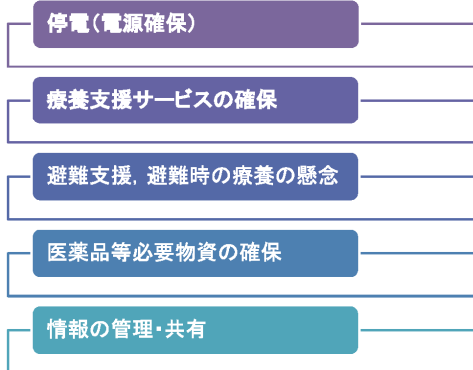 停電（電源確保）
療養支援サービスの確保
避難支援，避難時の療養の懸念
医薬品等必要物資の確保
情報の管理・共有